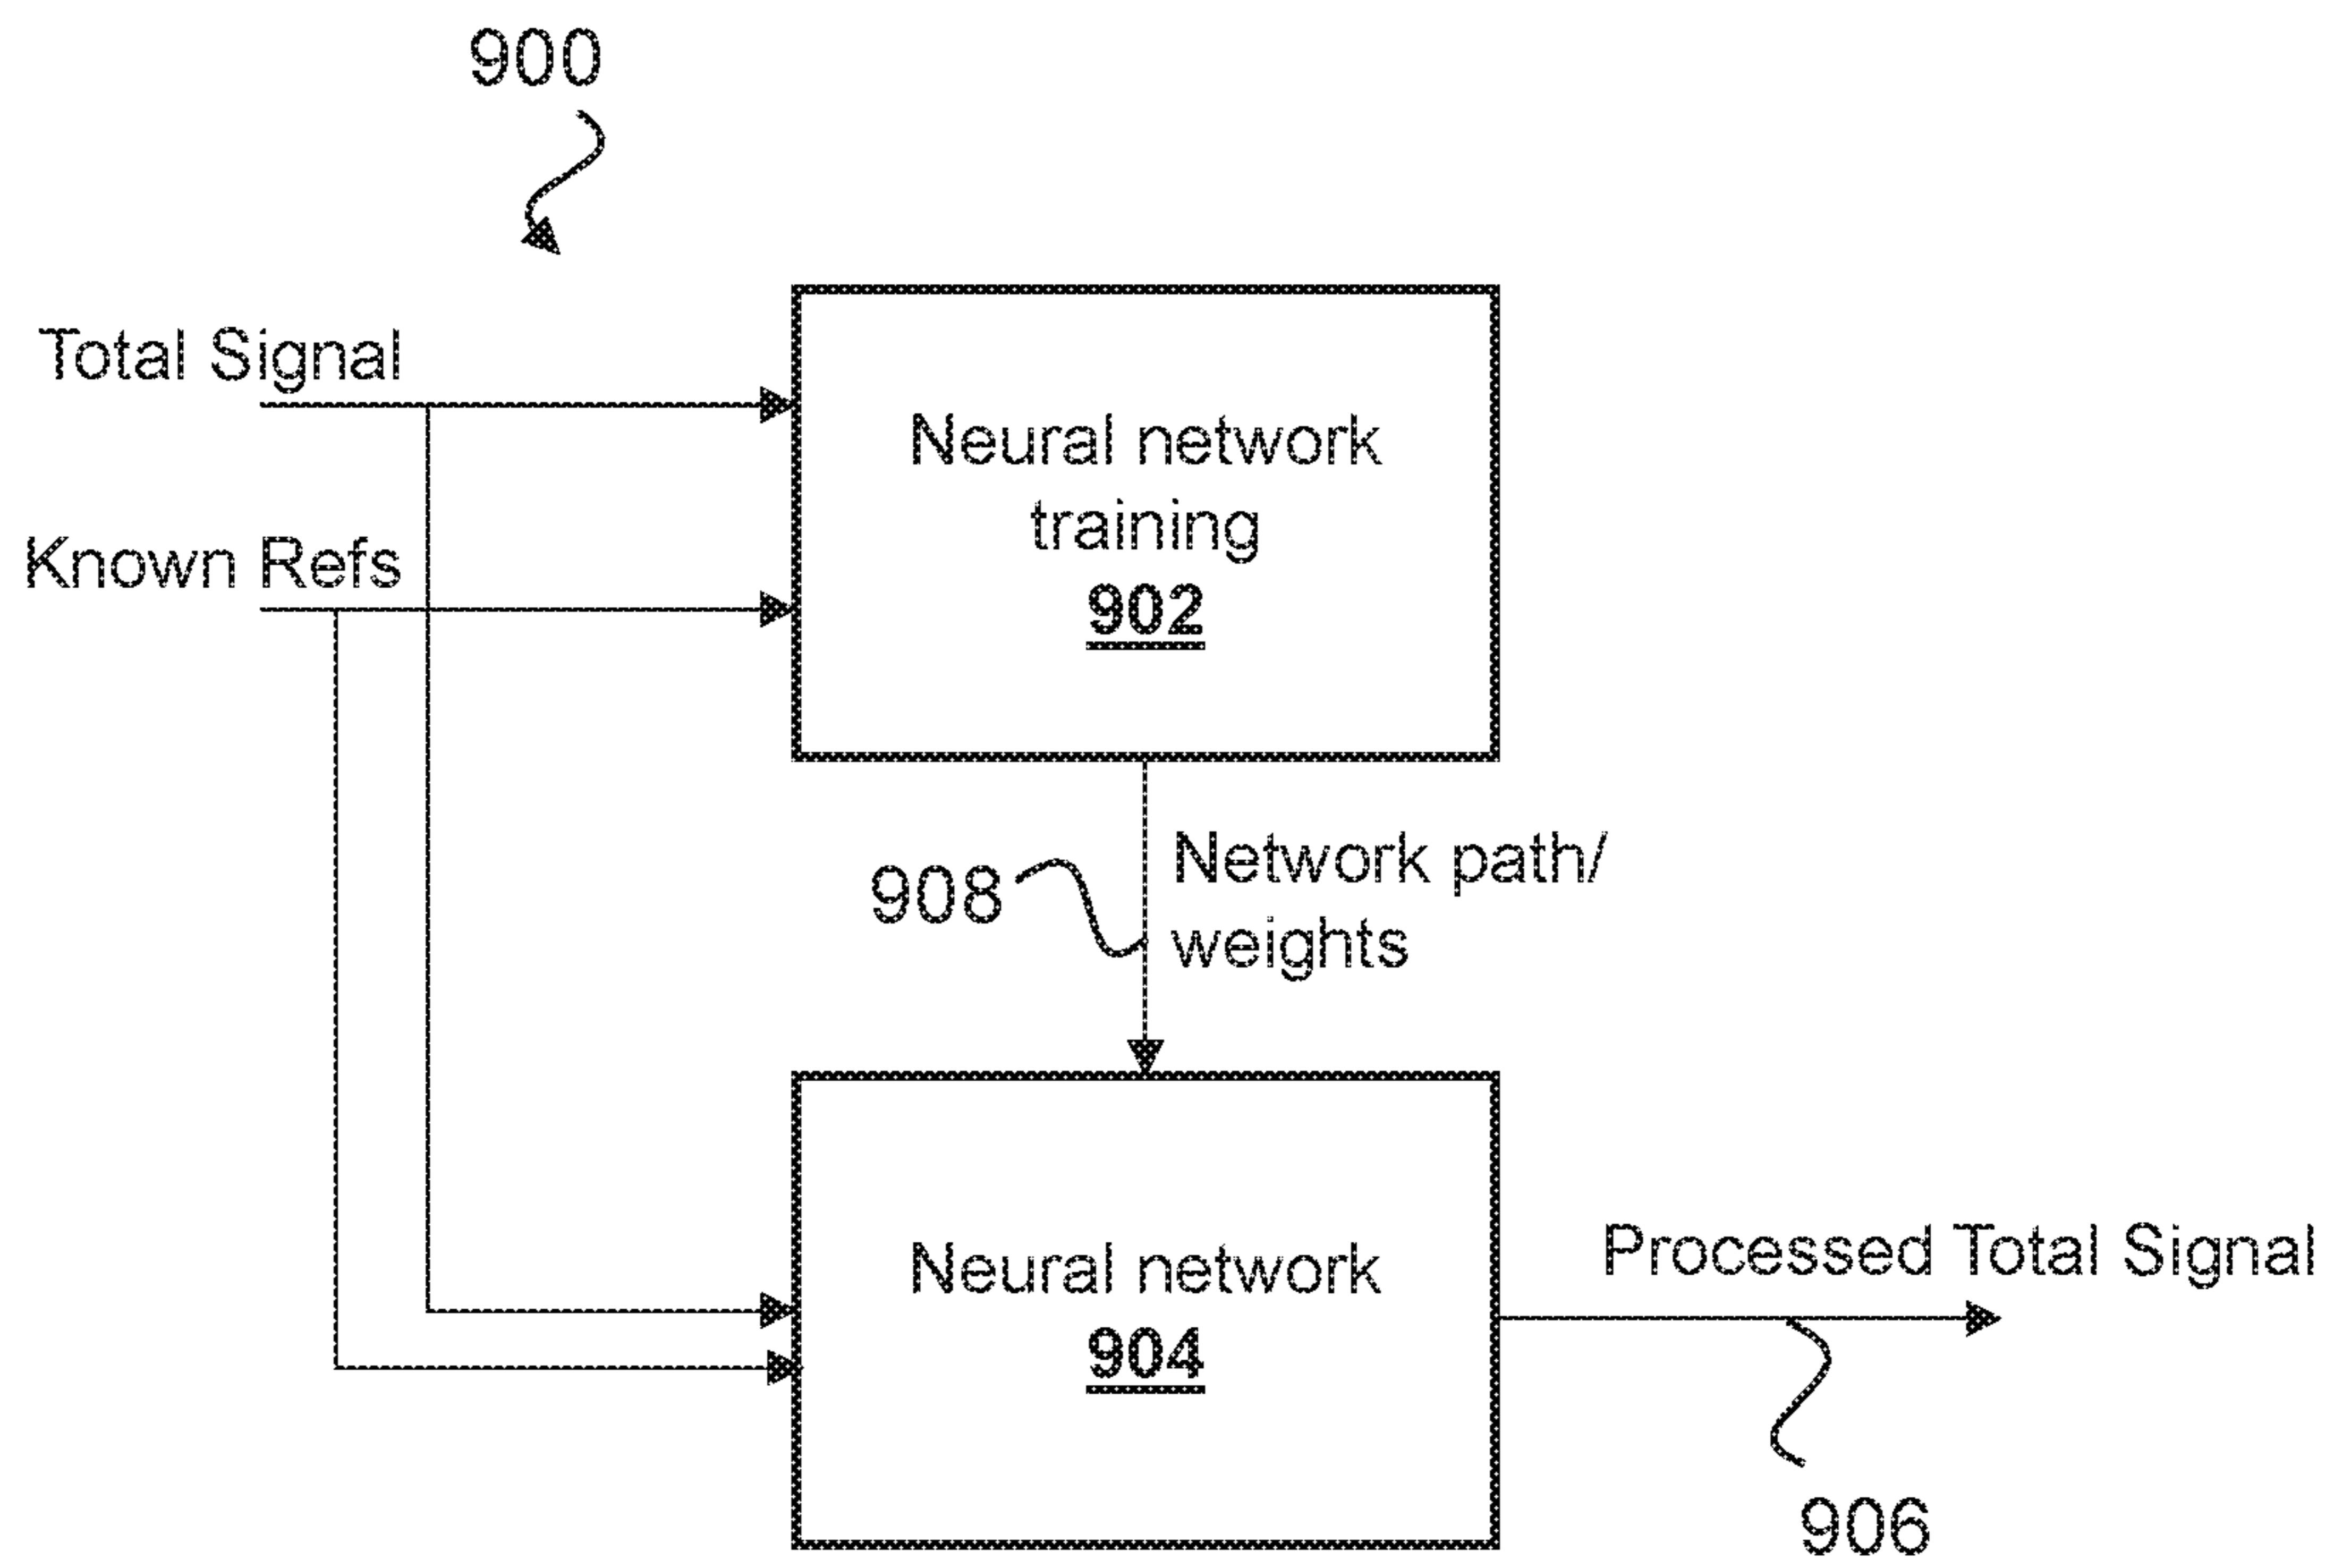 900
Total Signal
Known Refs
Neural network
training
902
908
Network path/
weights
Neural network
904
Processed Total Signal
906